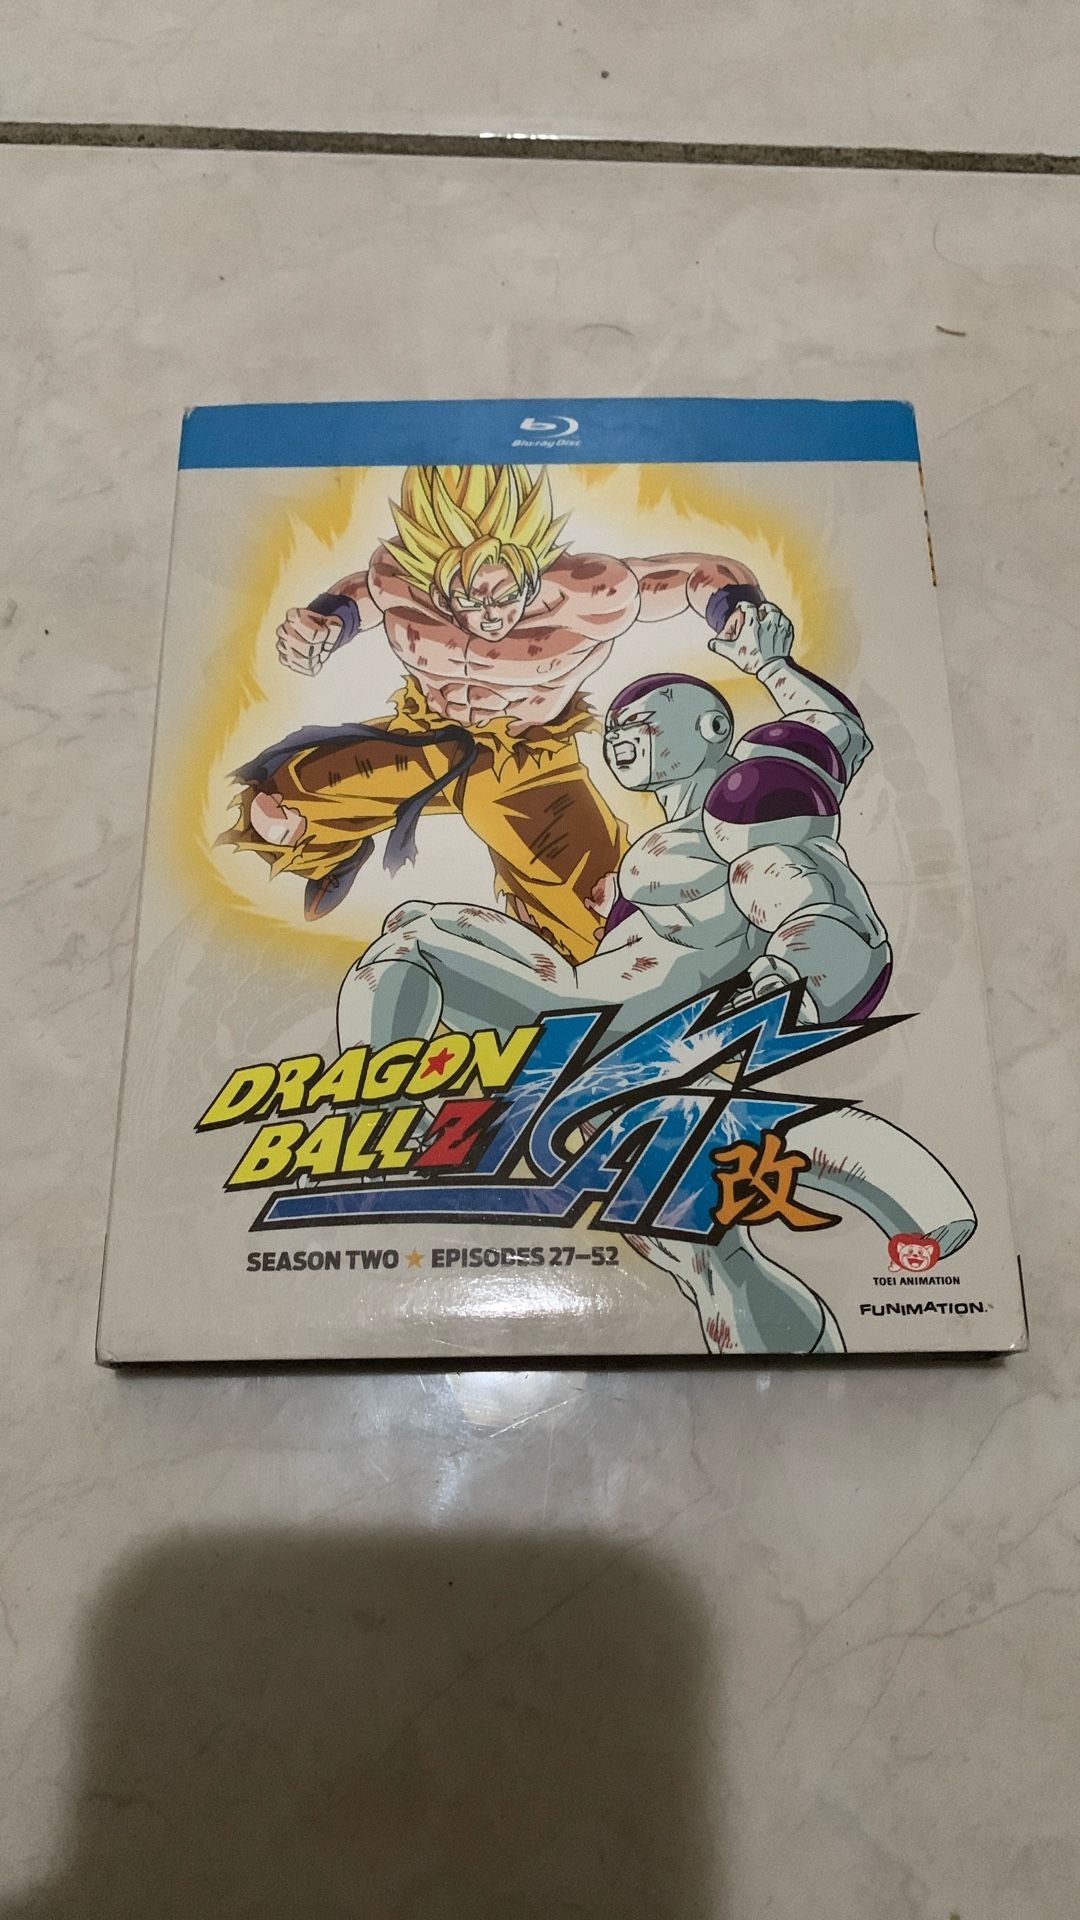 Blu-ray Disc
DRAGON
BALL Z KAI
改
SEASON TWO ★ EPISODES 27–52
TOEI ANIMATION
FUNIMATION